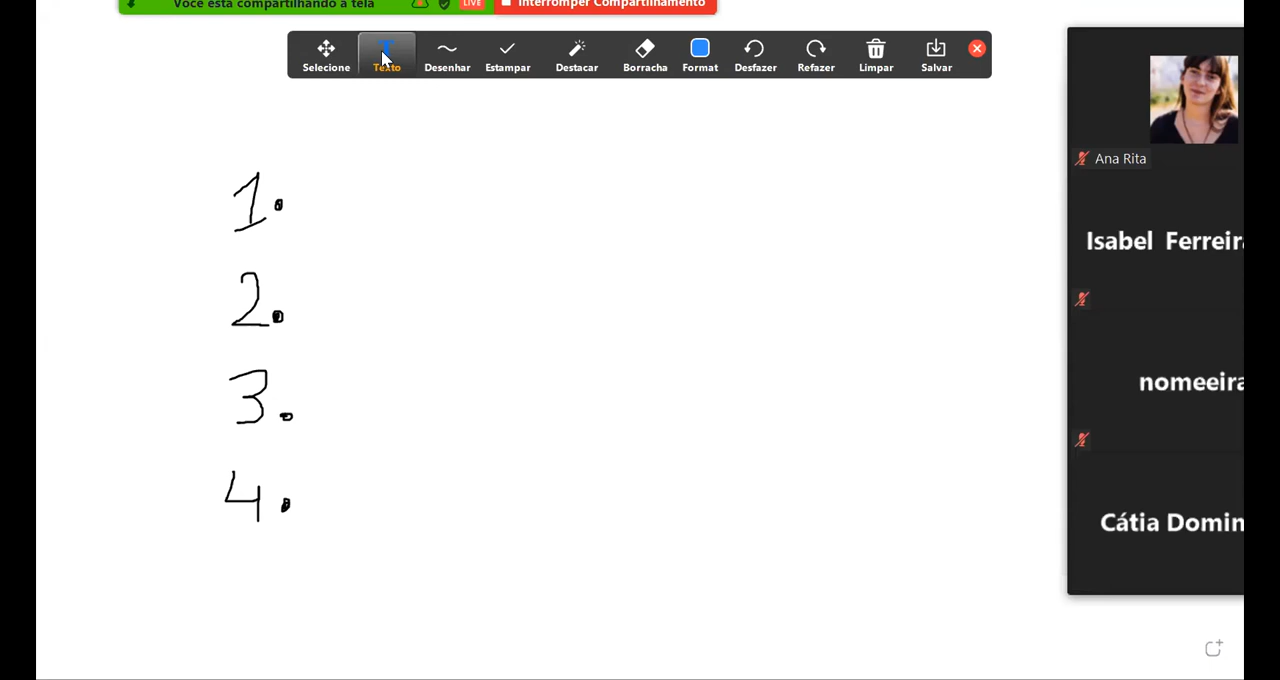 Você está compartilhando a tela LIVE Interromper Compartilhamento
Selecione Texto Desenhar Estampar Destacar Borracha Format Desfazer Refazer Limpar Salvar
Ana Rita
1.
Isabel Ferreira
2.
3.
nomeeira
4.
Cátia Domin